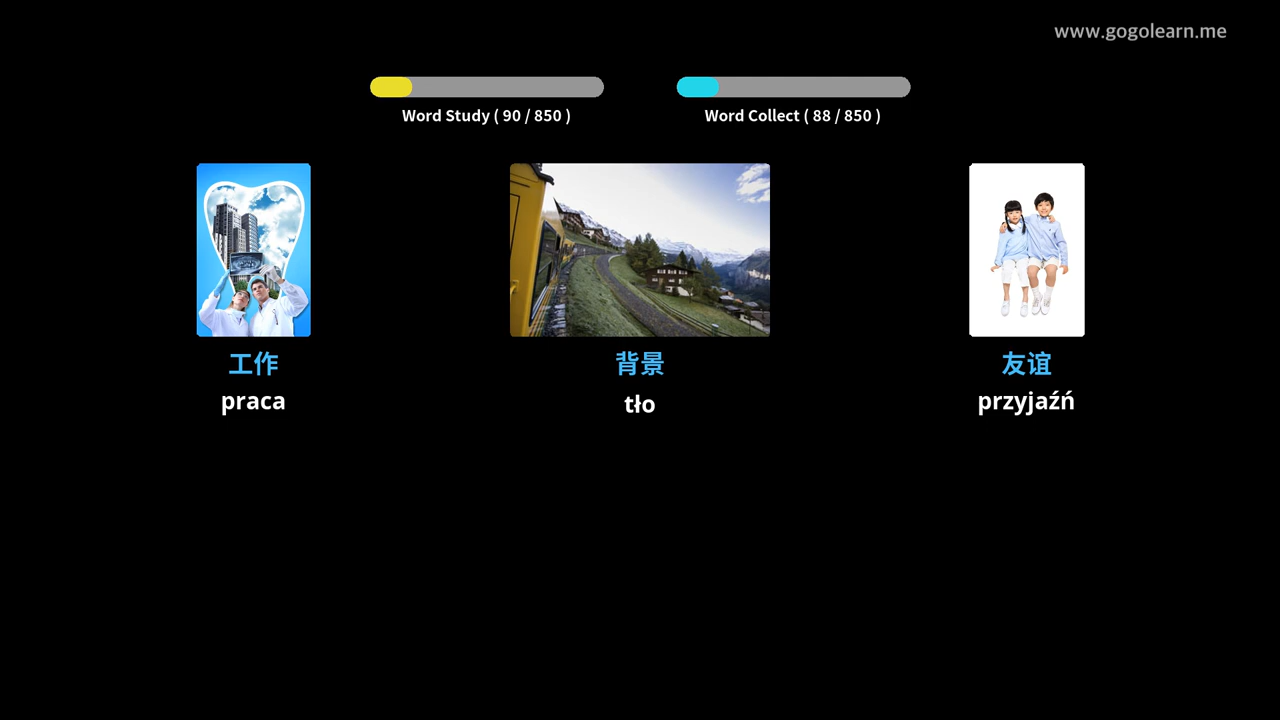 www.gogolearn.me
Word Study ( 90 / 850 )
Word Collect ( 88 / 850 )
工作
背景
友谊
praca
tło
przyjaźń